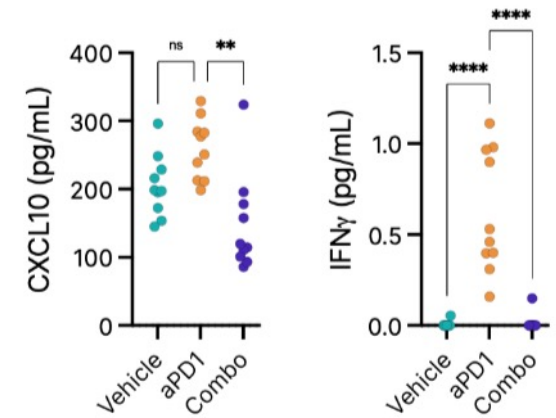 ns
**
CXCL10 (pg/mL)
400
300
200
100
0
Vehicle
aPD1
Combo
****
****
IFNγ (pg/mL)
1.5
1.0
0.5
0.0
Vehicle
aPD1
Combo